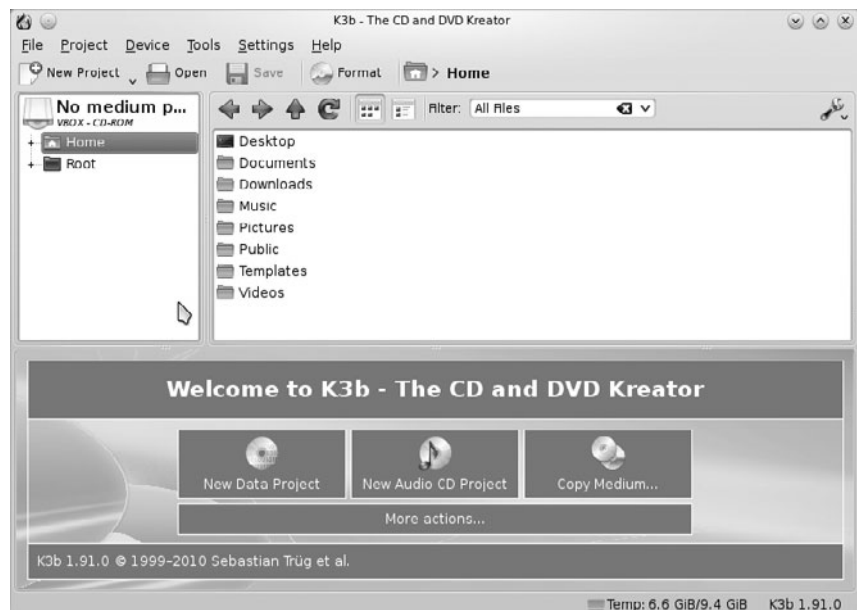 K3b - The CD and DVD Kreator
File Project Device Tools Settings Help
New Project Open Save Format > Home
No medium p...
VBOX - CD-ROM
Filter: All Files
Home
Root
Desktop
Documents
Downloads
Music
Pictures
Public
Templates
Videos
Welcome to K3b - The CD and DVD Kreator
New Data Project New Audio CD Project Copy Medium...
More actions...
K3b 1.91.0 © 1999-2010 Sebastian Trüg et al.
Temp: 6.6 GiB/9.4 GiB K3b 1.91.0